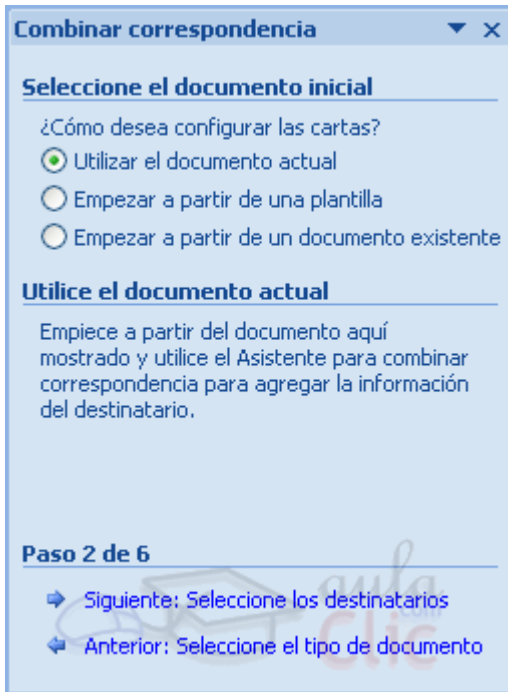 Combinar correspondencia
Seleccione el documento inicial
¿Cómo desea configurar las cartas?
Utilizar el documento actual
Empezar a partir de una plantilla
Empezar a partir de un documento existente
Utilice el documento actual
Empiece a partir del documento aquí
mostrado y utilice el Asistente para combinar
correspondencia para agregar la información
del destinatario.
Paso 2 de 6
aula
.com
Siguiente: Seleccione los destinatarios
Clic
Anterior: Seleccione el tipo de documento